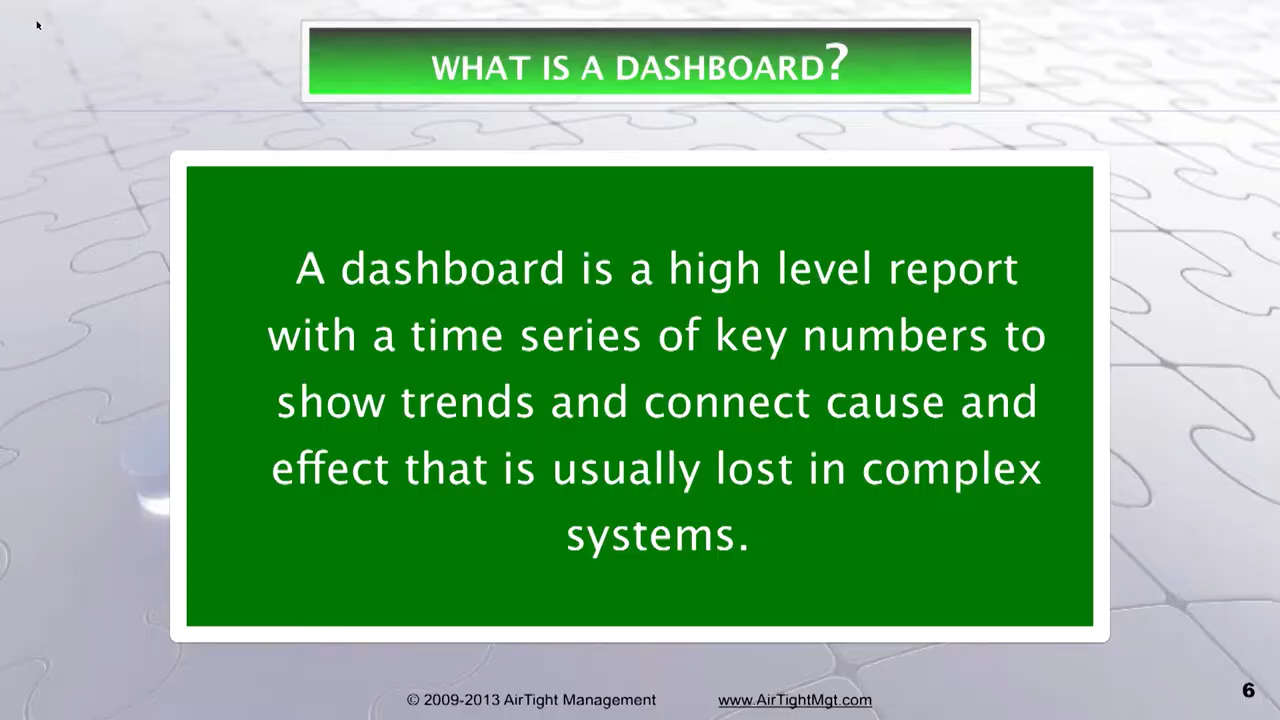 WHAT IS A DASHBOARD?
A dashboard is a high level report
with a time series of key numbers to
show trends and connect cause and
effect that is usually lost in complex
systems.
© 2009-2013 AirTight Management www.AirTightMgt.com
6